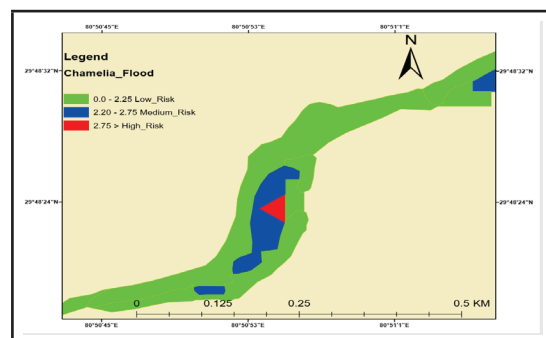 80°50'45"E 80°50'53"E 80°51'1"E
N
Legend
Chamelia_Flood
29°48'32"N 29°48'32"N
0.0 - 2.25 Low_Risk
2.20 - 2.75 Medium_Risk
2.75 > High_Risk
29°48'24"N 29°48'24"N
0 0.125 0.25 0.5 KM
80°50'45"E 80°50'53"E 80°51'1"E